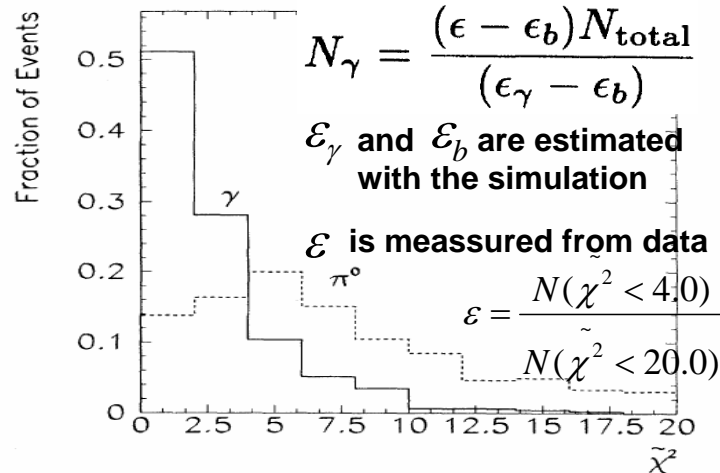 Fraction of Events
0.5
0.4
0.3
0.2
0.1
0
N_γ = (ϵ − ϵ_b) N_total / (ϵ_γ − ϵ_b)
ε_γ and ε_b are estimated
with the simulation
γ
ε is meassured from data
π°
ε = N(χ̃² < 4.0) / N(χ̃² < 20.0)
0 2.5 5 7.5 10 12.5 15 17.5 20
χ̃²